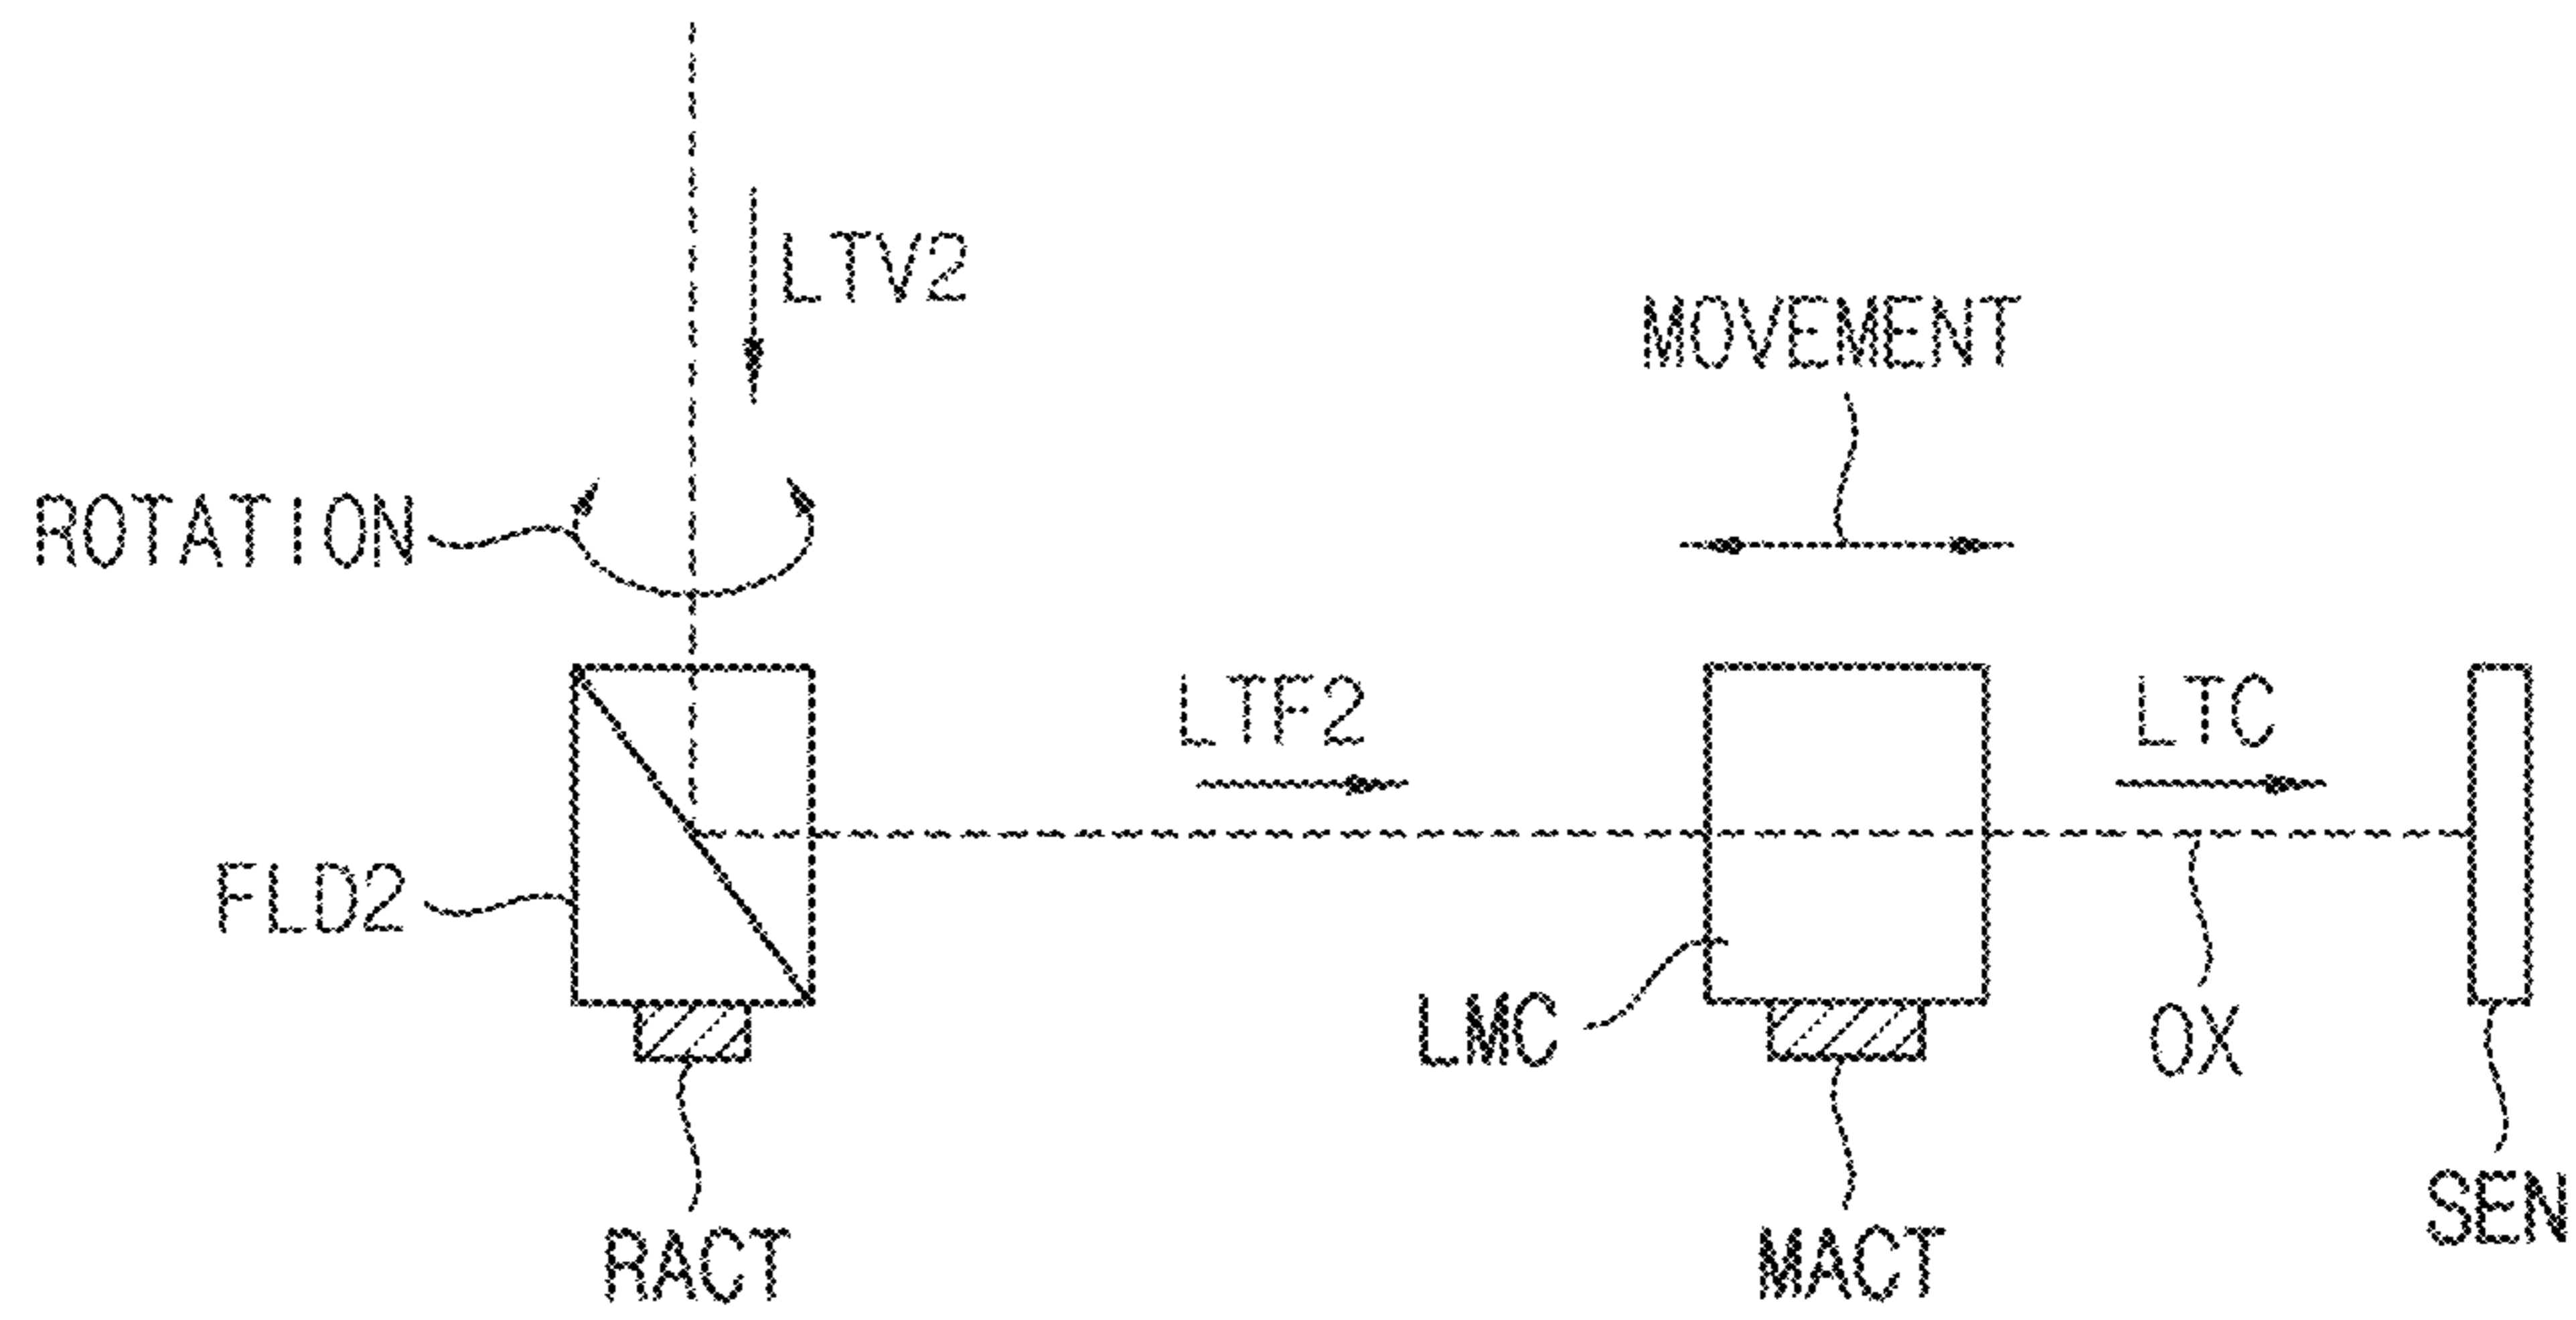 LTV2
MOVEMENT
ROTATION
LTF2
LTC
FLD2
LMC
OX
SEN
RACT
MACT